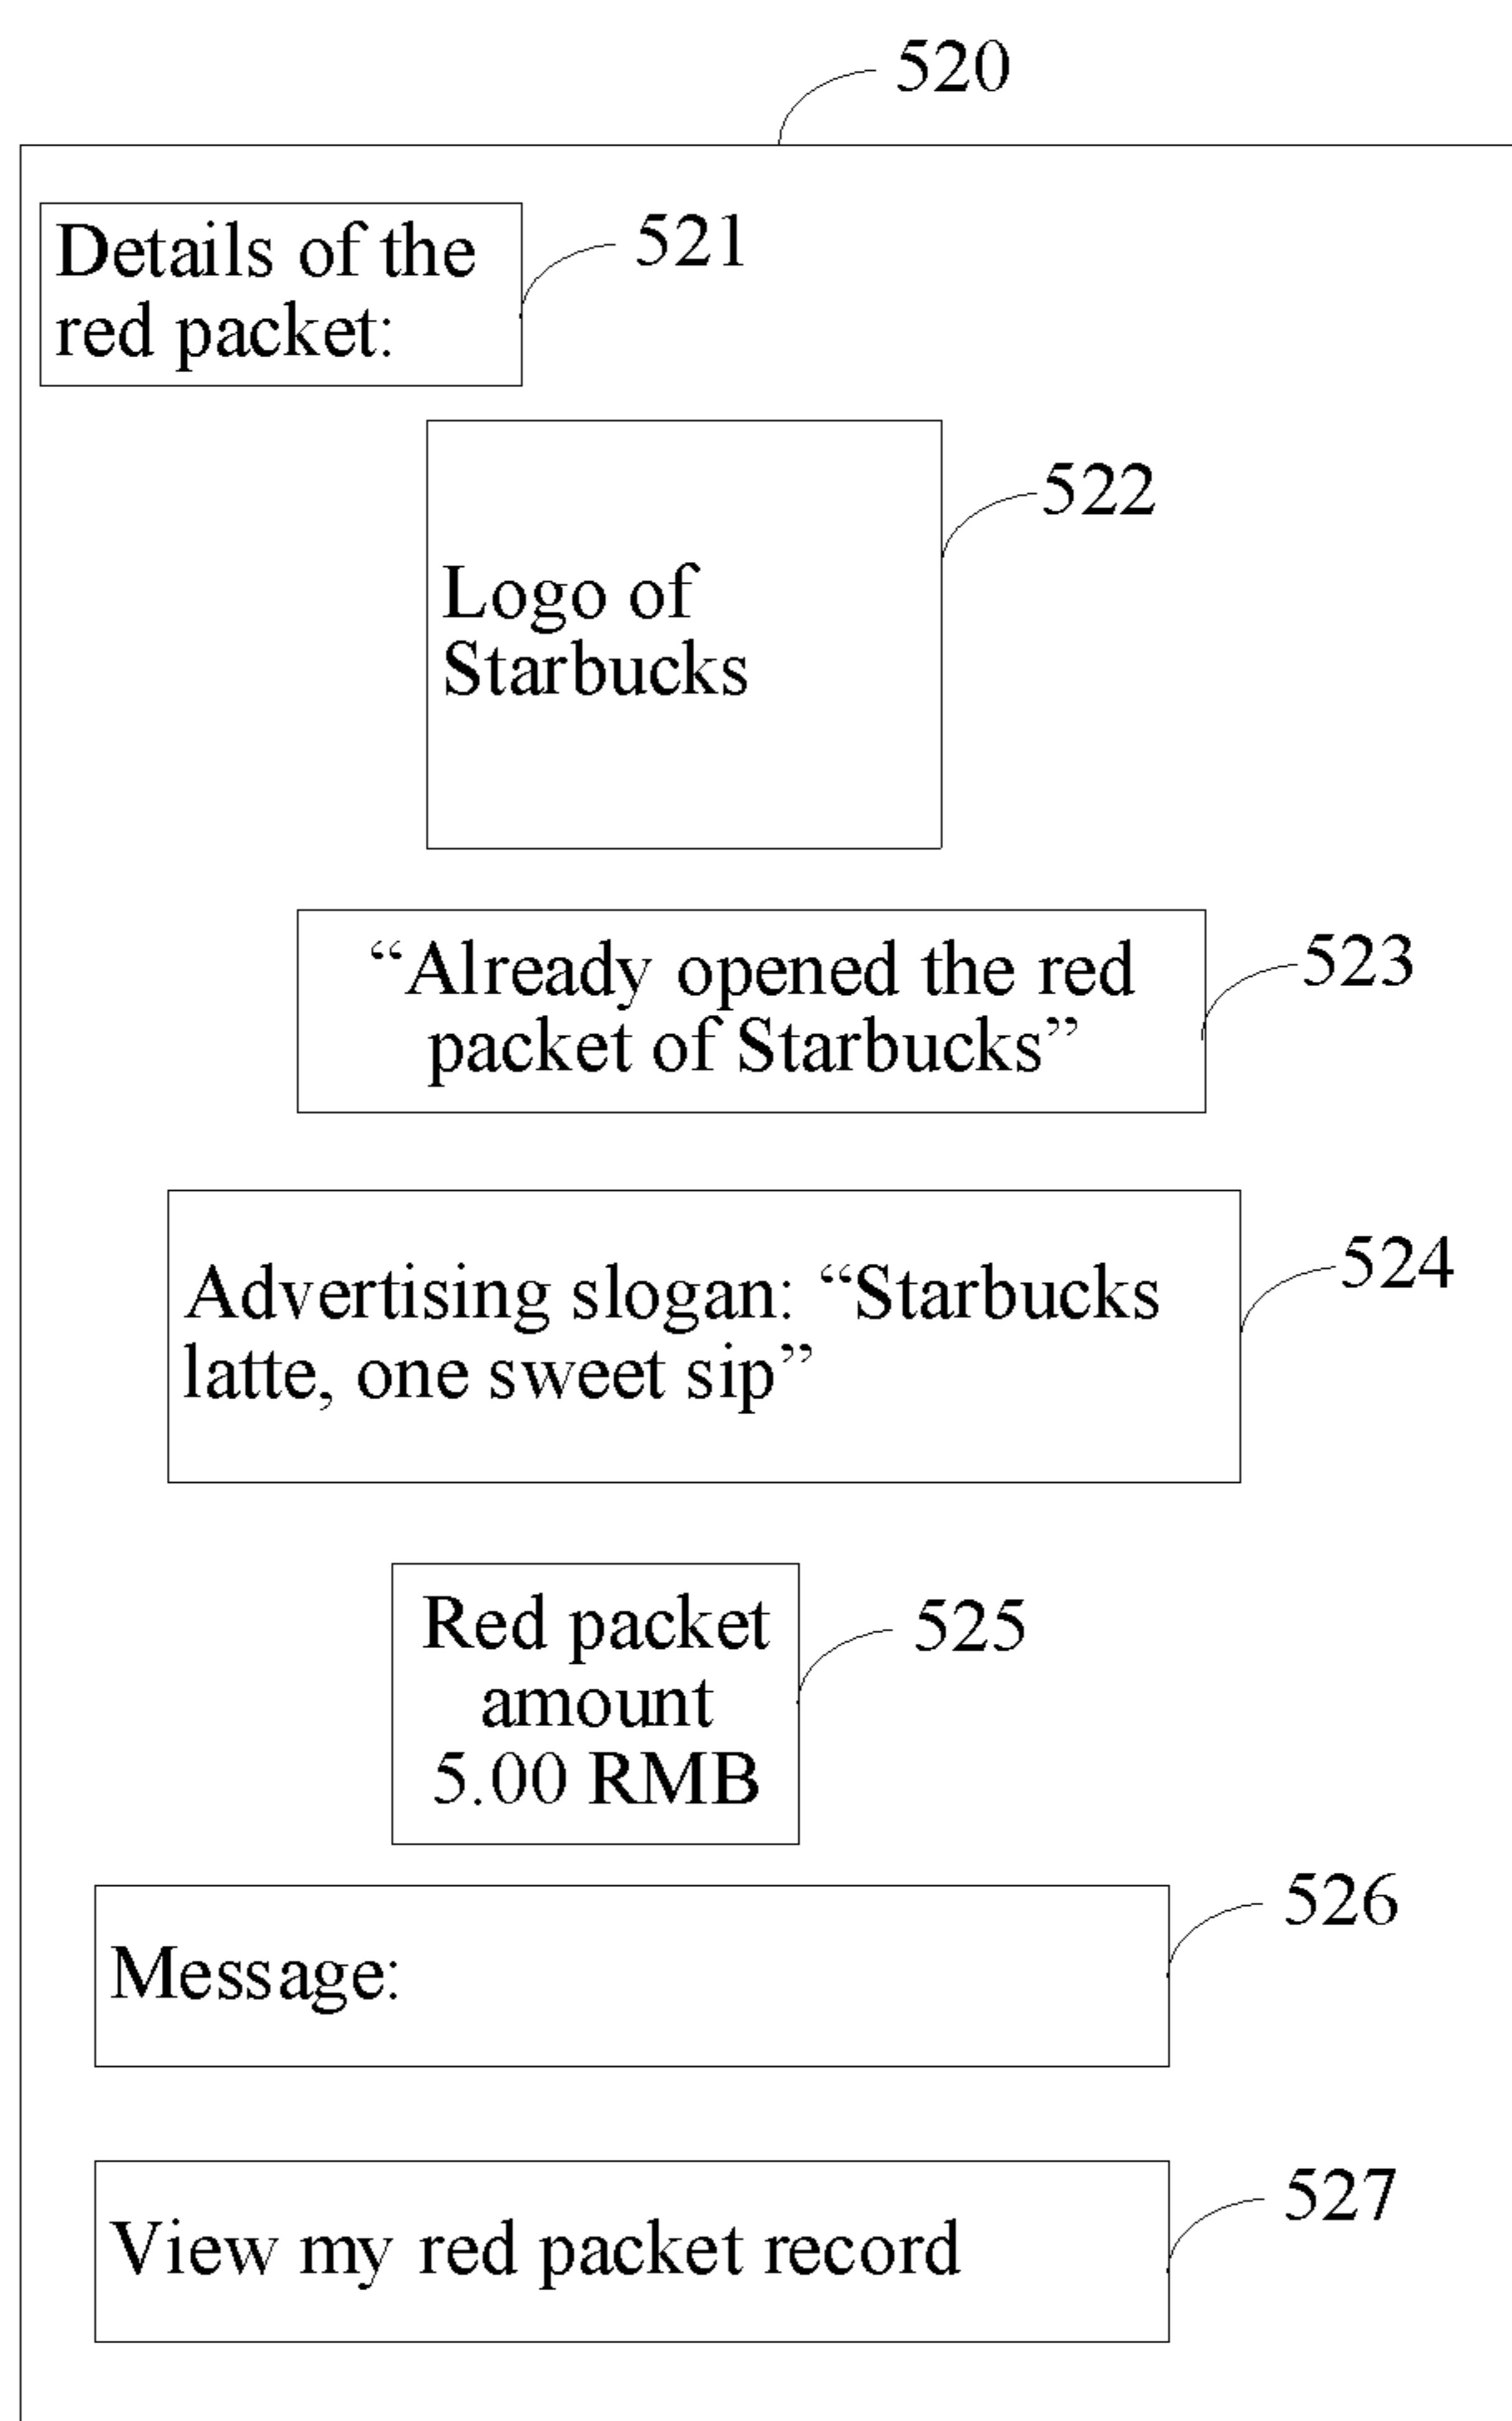 520
Details of the
red packet:
521
Logo of
Starbucks
522
“Already opened the red
packet of Starbucks”
523
Advertising slogan: “Starbucks
latte, one sweet sip”
524
Red packet
amount
5.00 RMB
525
Message:
526
View my red packet record
527